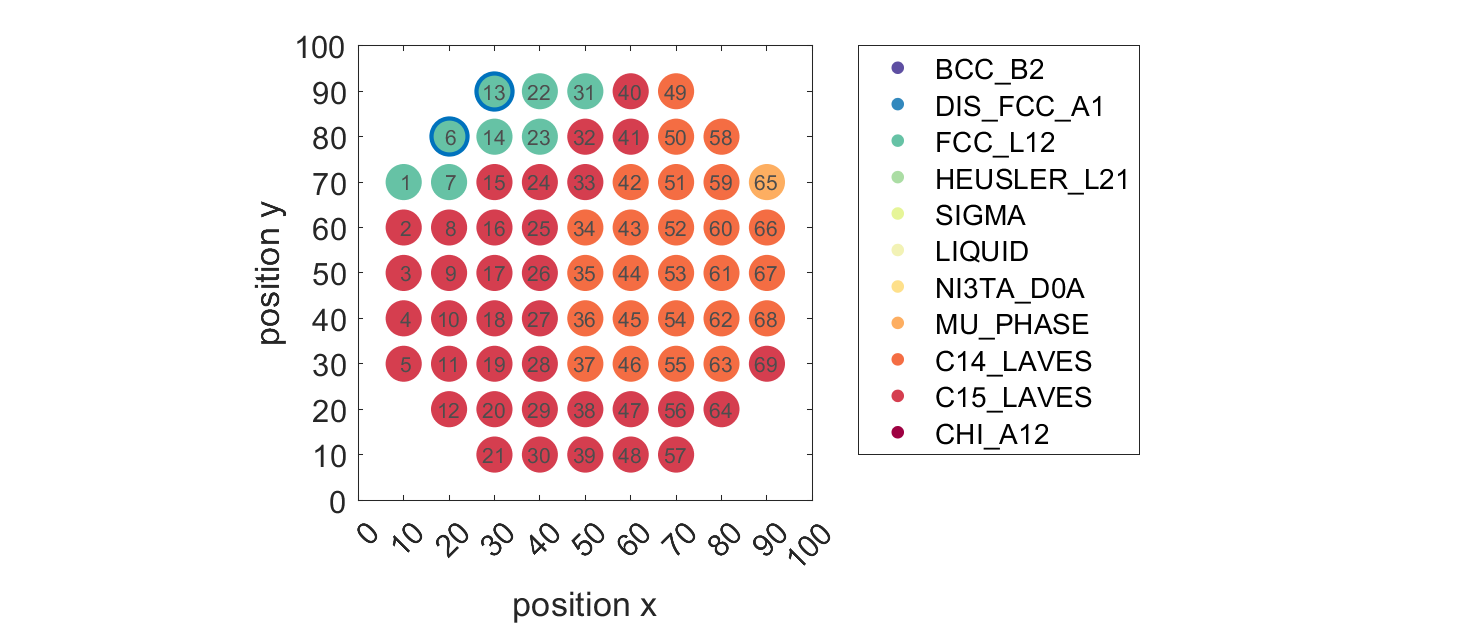 100
90
80
70
60
50
40
30
20
10
0
position y
13 22 31 40 49
6 14 23 32 41 50 58
1 7 15 24 33 42 51 59 65
2 8 16 25 34 43 52 60 66
3 9 17 26 35 44 53 61 67
4 10 18 27 36 45 54 62 68
5 11 19 28 37 46 55 63 69
12 20 29 38 47 56 64
21 30 39 48 57
0 10 20 30 40 50 60 70 80 90 100
position x
BCC_B2
DIS_FCC_A1
FCC_L12
HEUSLER_L21
SIGMA
LIQUID
NI3TA_D0A
MU_PHASE
C14_LAVES
C15_LAVES
CHI_A12